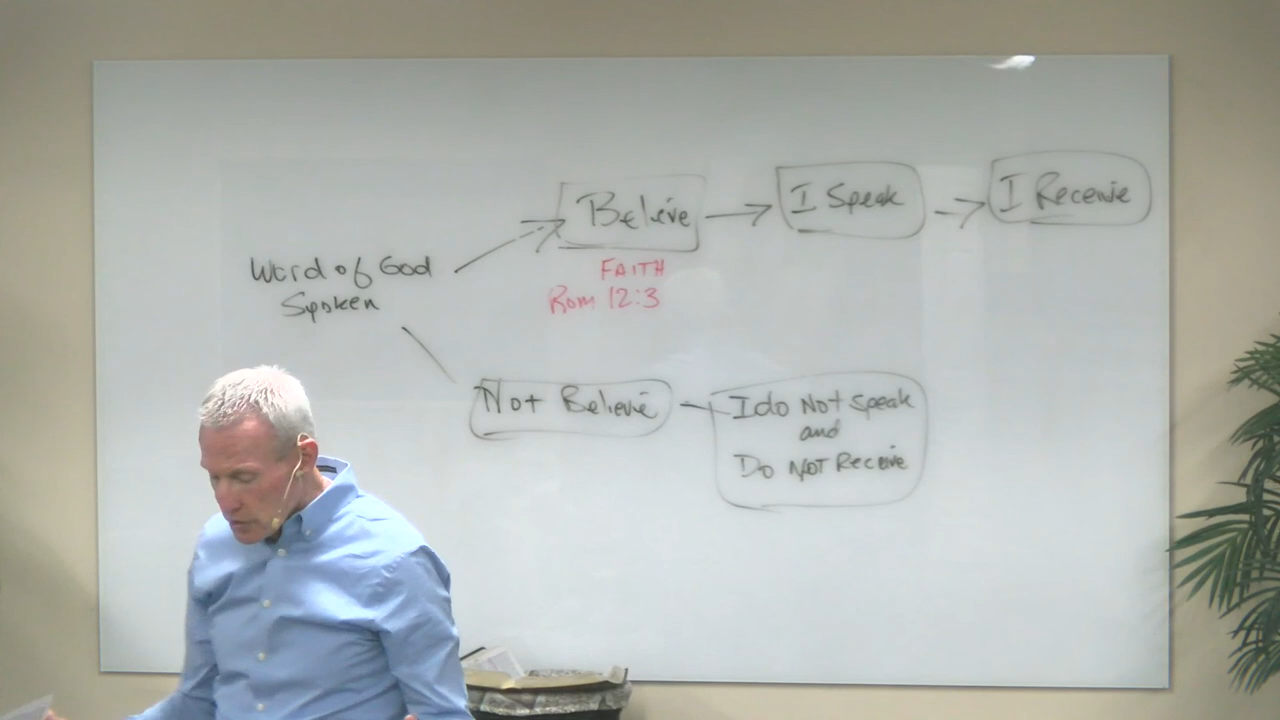 Believe
I Speak
I Receive
Word of God
Spoken
FAITH
Rom 12:3
Not Believe
I do Not Speak
and
Do NOT Receive